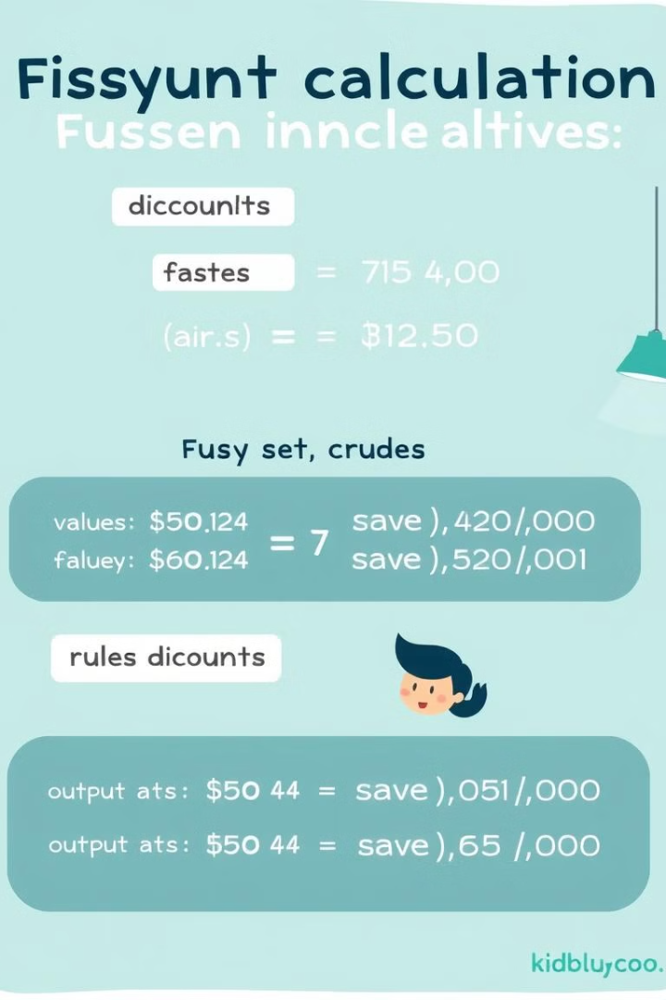 Fissyunt calculation
Fussen inncle altives:
diccounlts
fastes = 715 4,00
(air.s) = = $12.50
Fusy set, crudes
values: $50.124 = 7 save ),420/,000
faluey: $60.124 save ),520/,001
rules dicounts
output ats: $50 44 = save ),051/,000
output ats: $50 44 = save ),65 /,000
kidbluycoo.